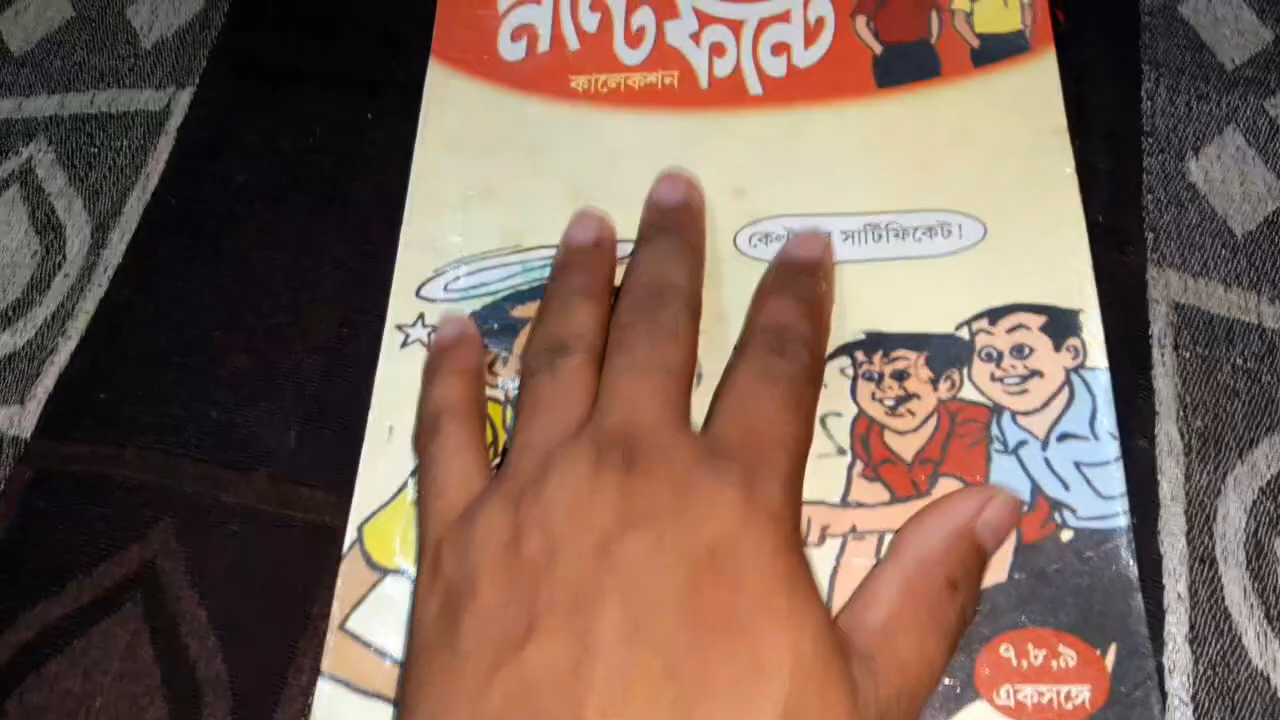 নন্টে ফন্টে
কালেকশন
সার্টিফিকেট!
৭,৮,৯
একসঙ্গে